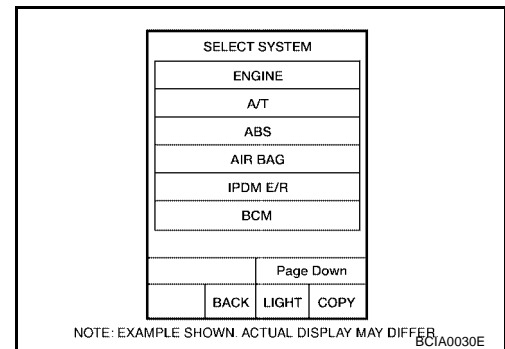 SELECT SYSTEM
ENGINE
A/T
ABS
AIR BAG
IPDM E/R
BCM
Page Down
BACK LIGHT COPY
NOTE: EXAMPLE SHOWN. ACTUAL DISPLAY MAY DIFFER
BCIA0030E